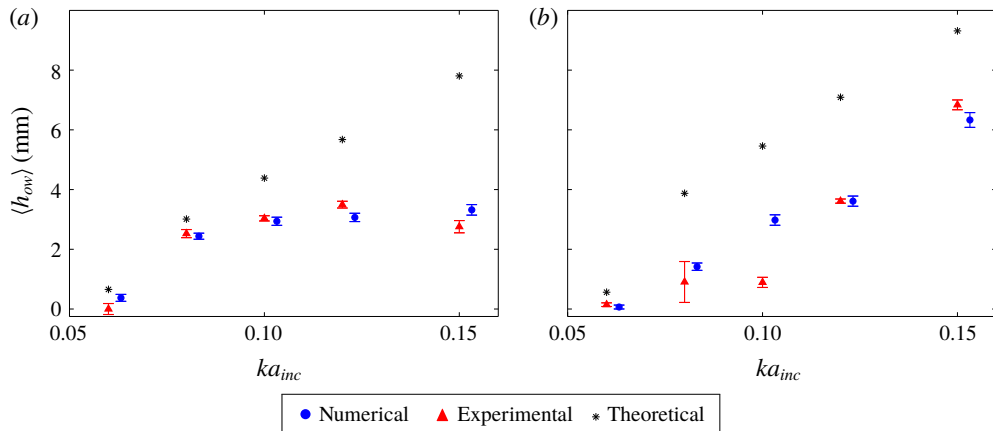 (a)
(b)
⟨h_ow⟩ (mm)
8
6
4
2
0
0.05 0.10 0.15
0.05 0.10 0.15
ka_inc
ka_inc
Numerical Experimental Theoretical